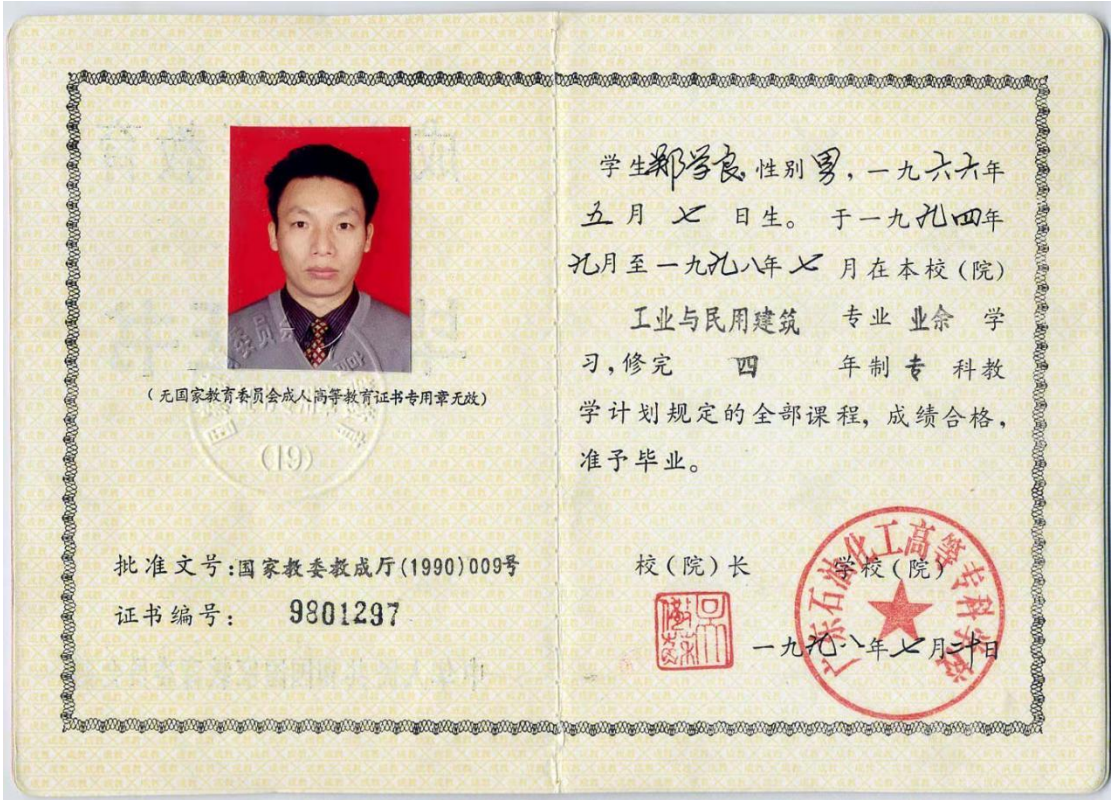 （无国家教育委员会成人高等教育证书专用章无效）
(19)
批准文号：国家教委教成厅(1990)009号
证书编号： 9801297
学生郑学良 性别男，一九六六年
五月七日生。于一九九四年
九月至一九九八年七月在本校（院）
工业与民用建筑 专业 业余 学
习，修完 四 年制 专 科教
学计划规定的全部课程，成绩合格，
准予毕业。
校（院）长 学校（院）
广东石油化工高等专科学校
一九九八年七月二十日